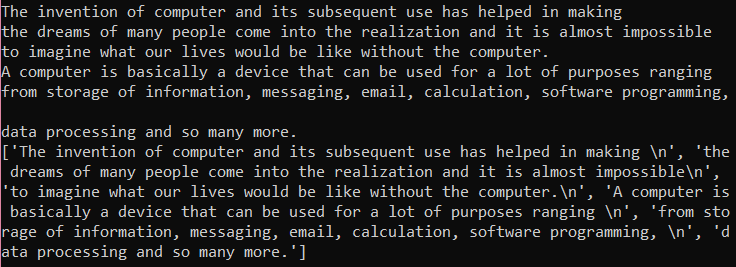 The invention of computer and its subsequent use has helped in making
the dreams of many people come into the realization and it is almost impossible
to imagine what our lives would be like without the computer.
A computer is basically a device that can be used for a lot of purposes ranging
from storage of information, messaging, email, calculation, software programming,
data processing and so many more.
['The invention of computer and its subsequent use has helped in making \n', 'the
 dreams of many people come into the realization and it is almost impossible\n',
'to imagine what our lives would be like without the computer.\n', 'A computer is
 basically a device that can be used for a lot of purposes ranging \n', 'from sto
rage of information, messaging, email, calculation, software programming, \n', 'd
ata processing and so many more.']